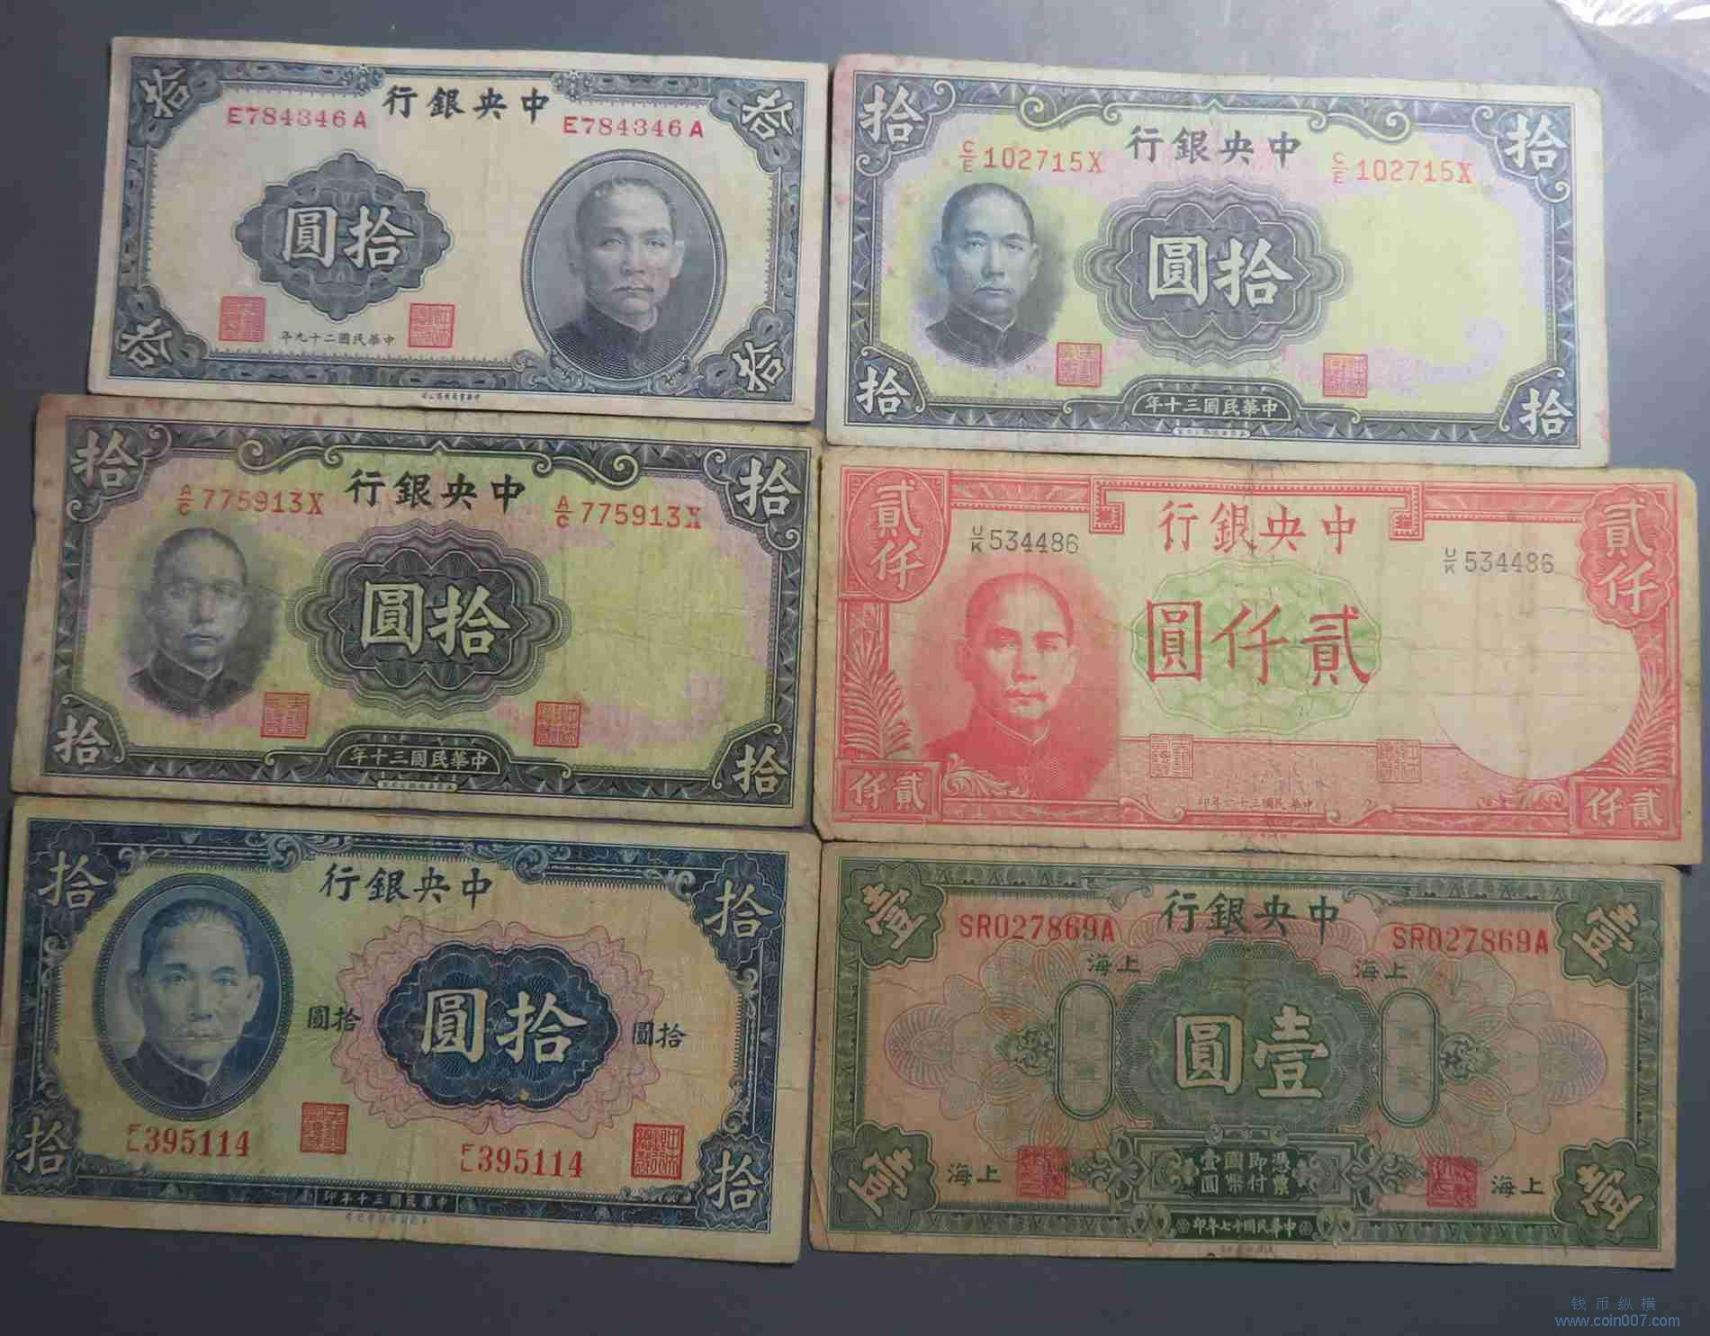 拾
拾
中央銀行
E784346A
E784346A
拾圓
中華民國二十九年
拾
拾
拾
拾
中央銀行
C/E 102715X
C/E 102715X
拾圓
中華民國三十年
拾
拾
拾
拾
中央銀行
A/C 775913X
A/C 775913X
拾圓
中華民國三十年
拾
拾
貳仟
貳仟
中央銀行
U/K 534486
U/K 534486
貳仟圓
貳仟
貳仟
拾
拾
中央銀行
拾圓
拾圓
拾圓
F/L 395114
F/L 395114
中華民國三十年印
拾
拾
壹
壹
中央銀行
SR027869A
SR027869A
上海
上海
壹圓
憑票即付國幣壹圓
上海
上海
中華民國十七年印
壹
壹
钱币纵横
www.coin007.com